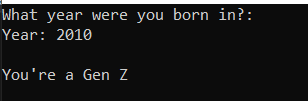 What year were you born in?:
Year: 2010
You're a Gen Z